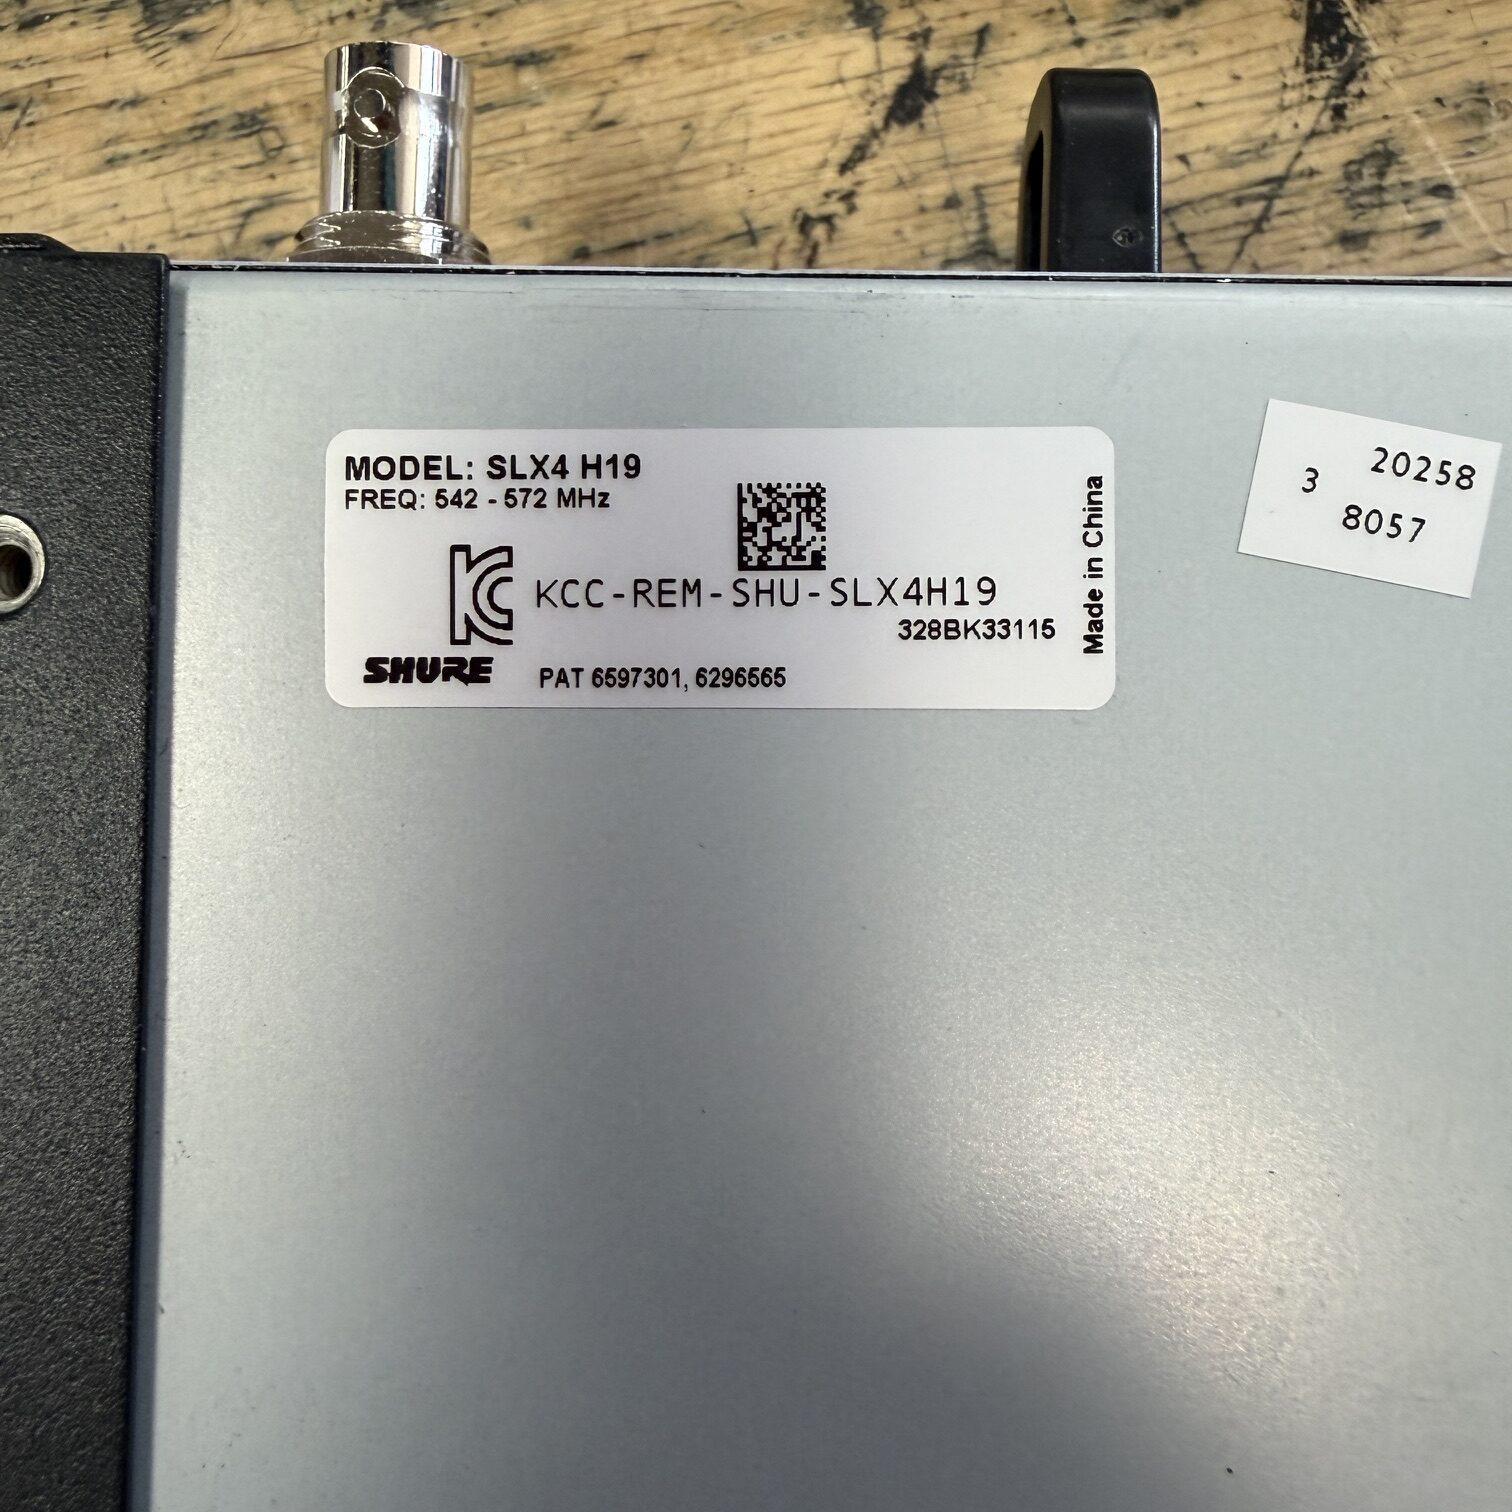 MODEL: SLX4 H19
FREQ: 542 - 572 MHz
KC KCC-REM-SHU-SLX4H19
328BK33115
SHURE PAT 6597301, 6296565
Made in China
20258
3
8057